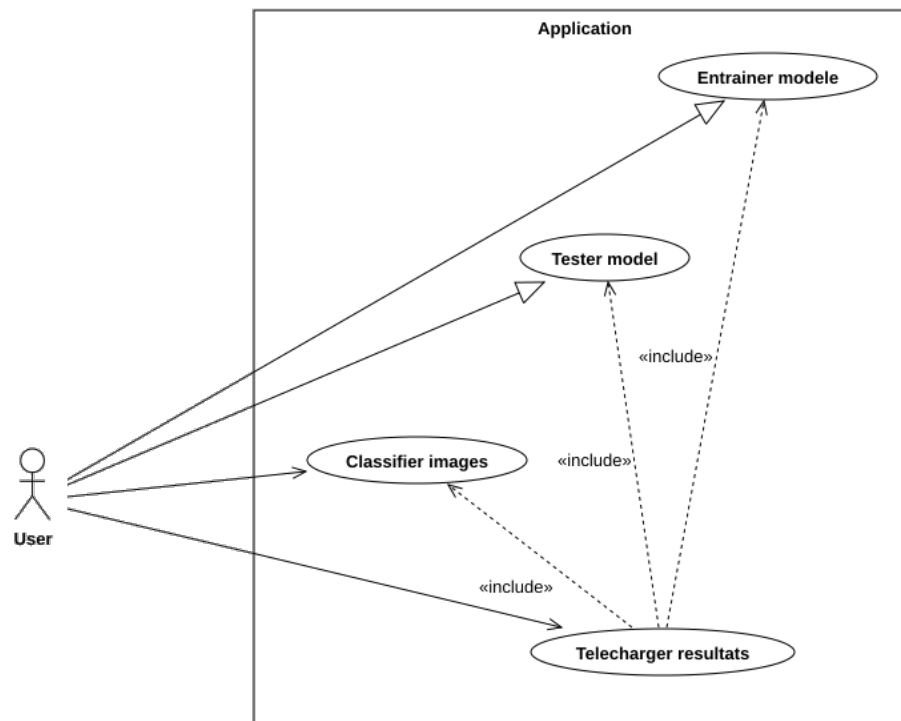 Application
Entrainer modele
Tester model
«include»
Classifier images
«include»
User
«include»
Telecharger resultats